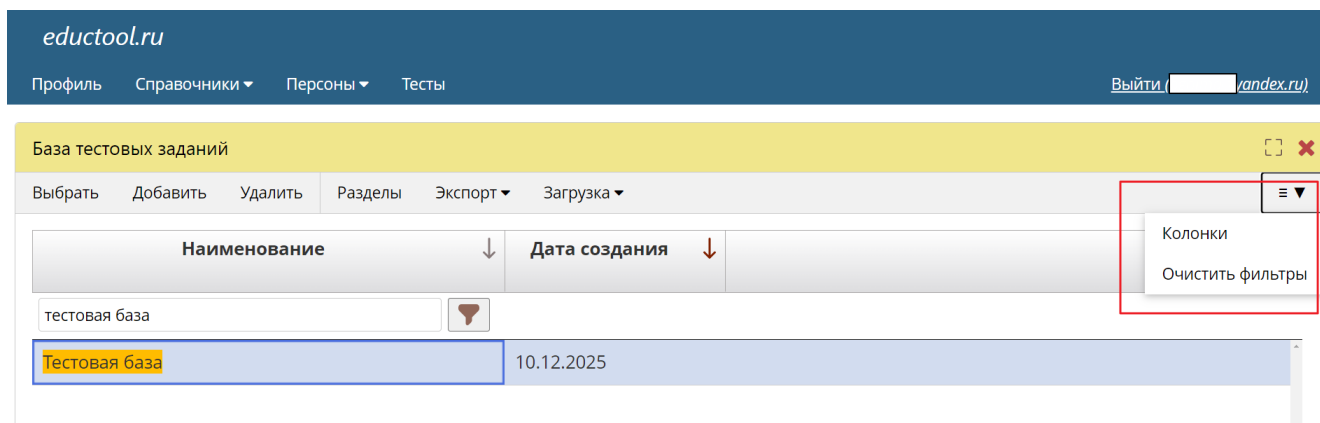 eductool.ru
Профиль Справочники Персоны Тесты Выйти ( yandex.ru)
База тестовых заданий
Выбрать Добавить Удалить Разделы Экспорт Загрузка
Колонки
Наименование Дата создания
Очистить фильтры
тестовая база
Тестовая база 10.12.2025